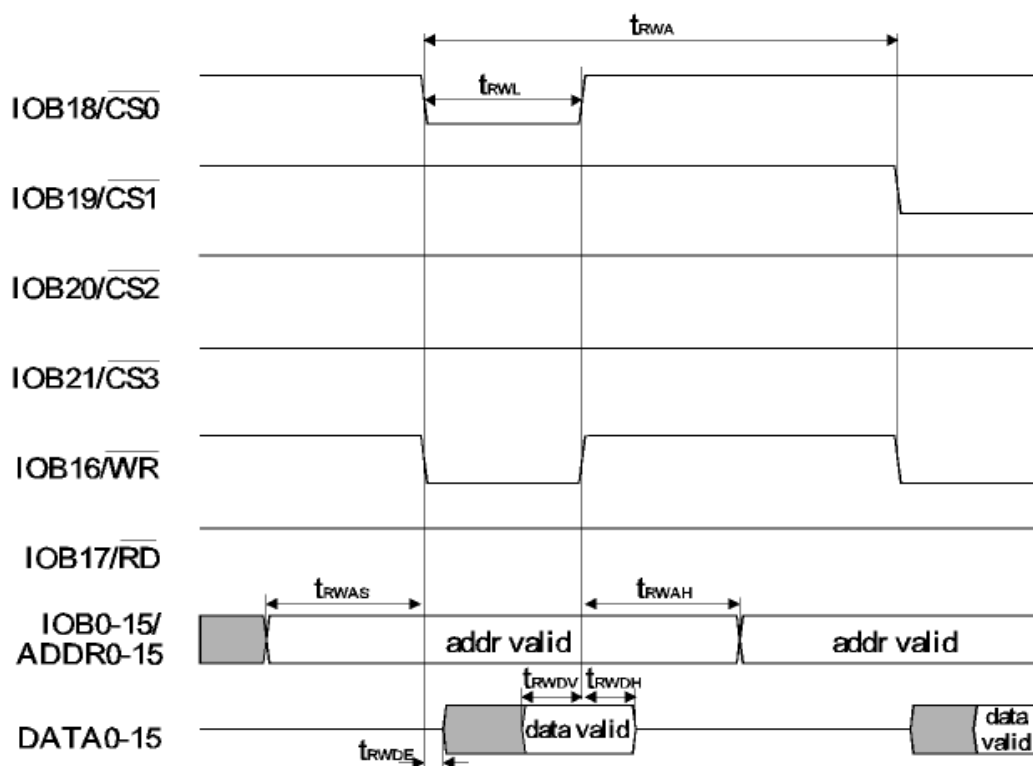 tRWA
IOB18/CS0
tRWL
IOB19/CS1
IOB20/CS2
IOB21/CS3
IOB16/WR
IOB17/RD
tRWAS
tRWAH
IOB0-15/
ADDR0-15
addr valid
addr valid
tRWDV
tRWDH
DATA0-15
data valid
data
valid
tRWDE